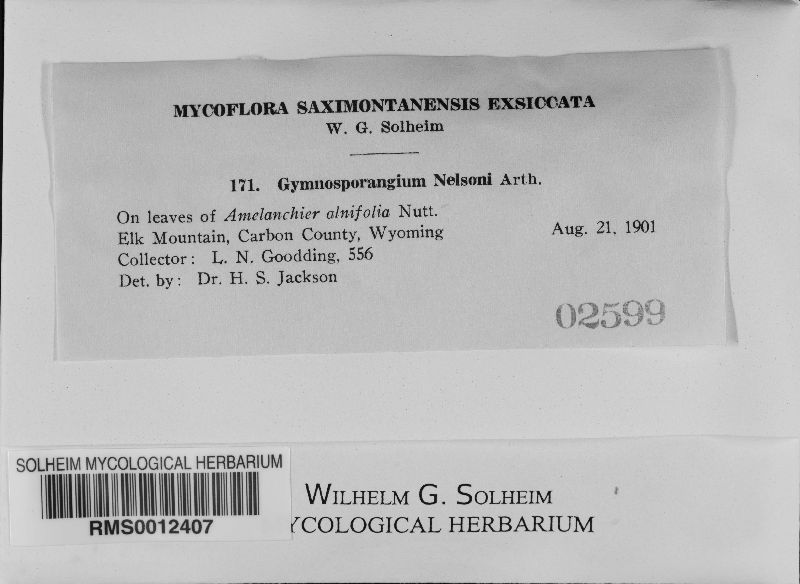 MYCOFLORA SAXIMONTANENSIS EXSICCATA
W. G. Solheim
171. Gymnosporangium Nelsoni Arth.
On leaves of Amelanchier alnifolia Nutt.
Elk Mountain, Carbon County, Wyoming
Aug. 21, 1901
Collector: L. N. Goodding, 556
Det. by: Dr. H. S. Jackson
02599
SOLHEIM MYCOLOGICAL HERBARIUM
RMS0012407
WILHELM G. SOLHEIM
YCOLOGICAL HERBARIUM